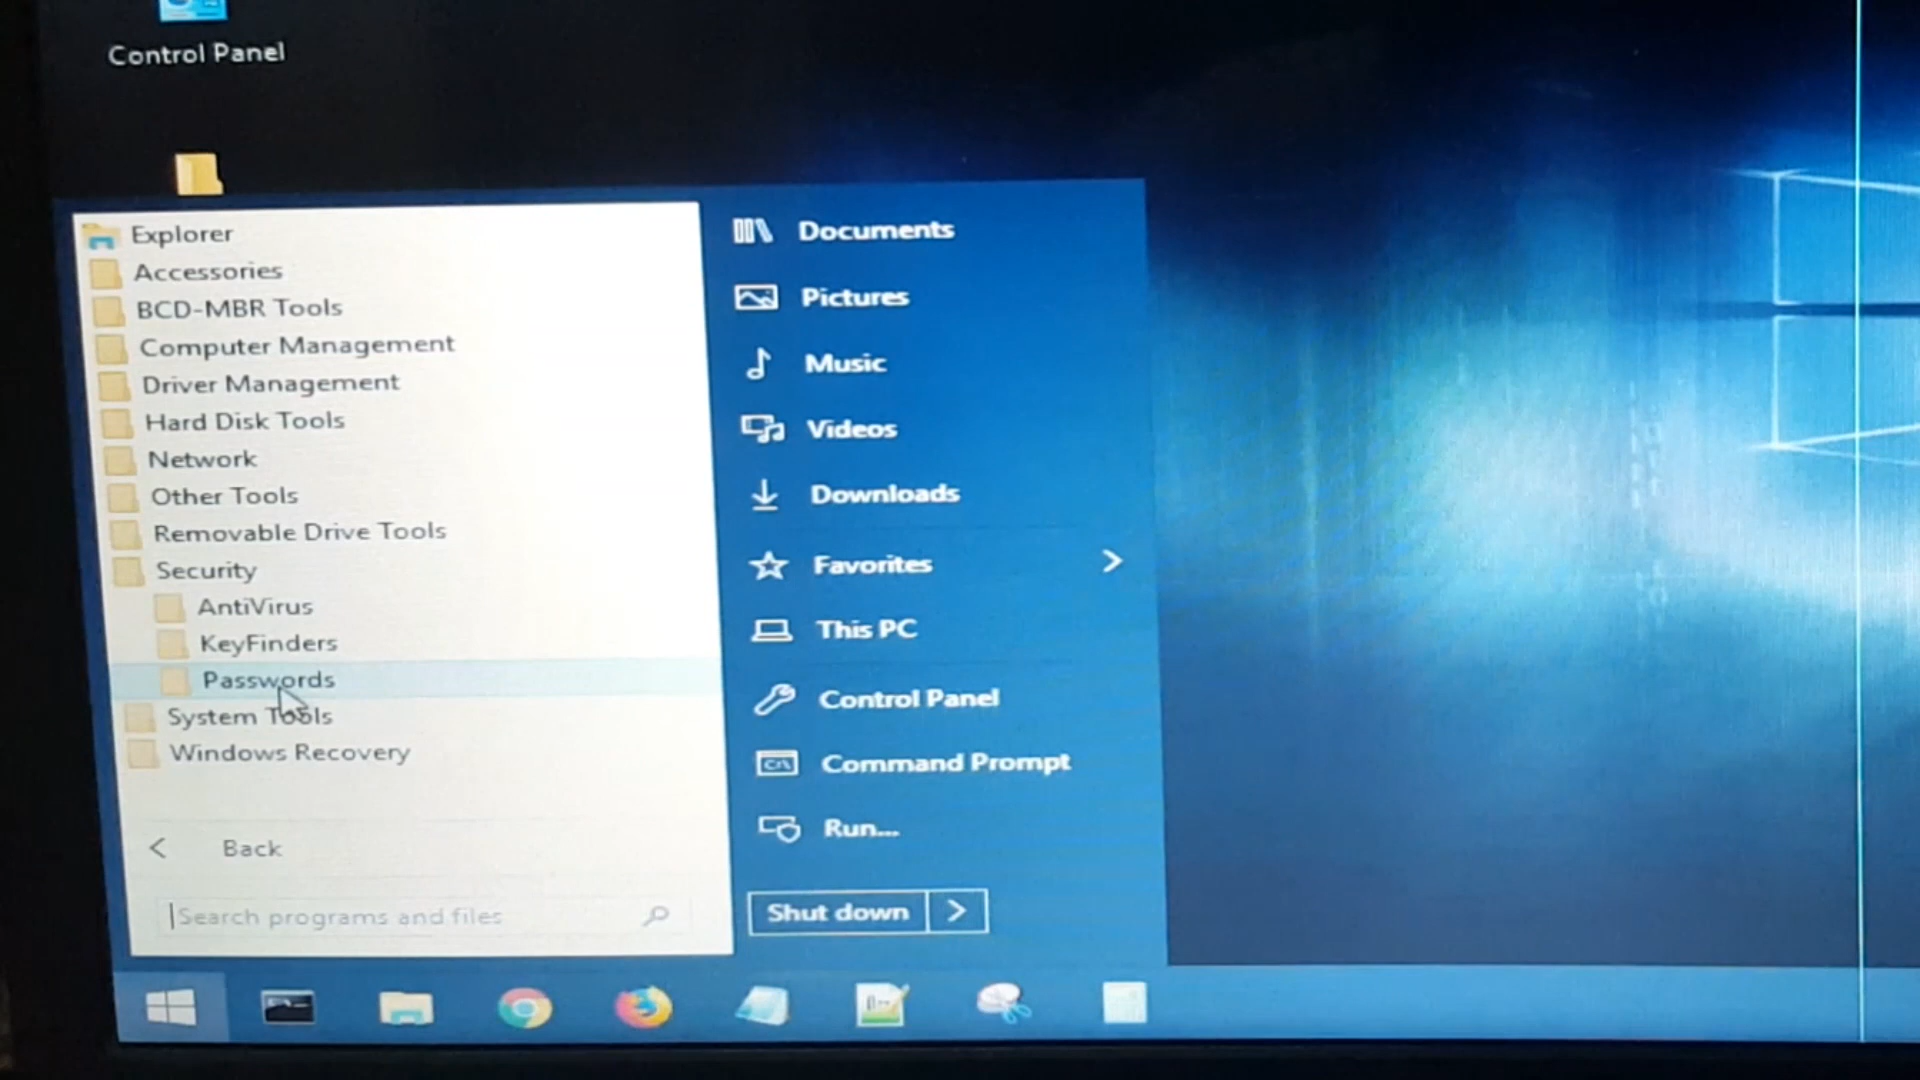 Control Panel
Explorer
Accessories
BCD-MBR Tools
Computer Management
Driver Management
Hard Disk Tools
Network
Other Tools
Removable Drive Tools
Security
AntiVirus
KeyFinders
Passwords
System Tools
Windows Recovery
Back
Search programs and files
Documents
Pictures
Music
Videos
Downloads
Favorites
This PC
Control Panel
Command Prompt
Run...
Shut down